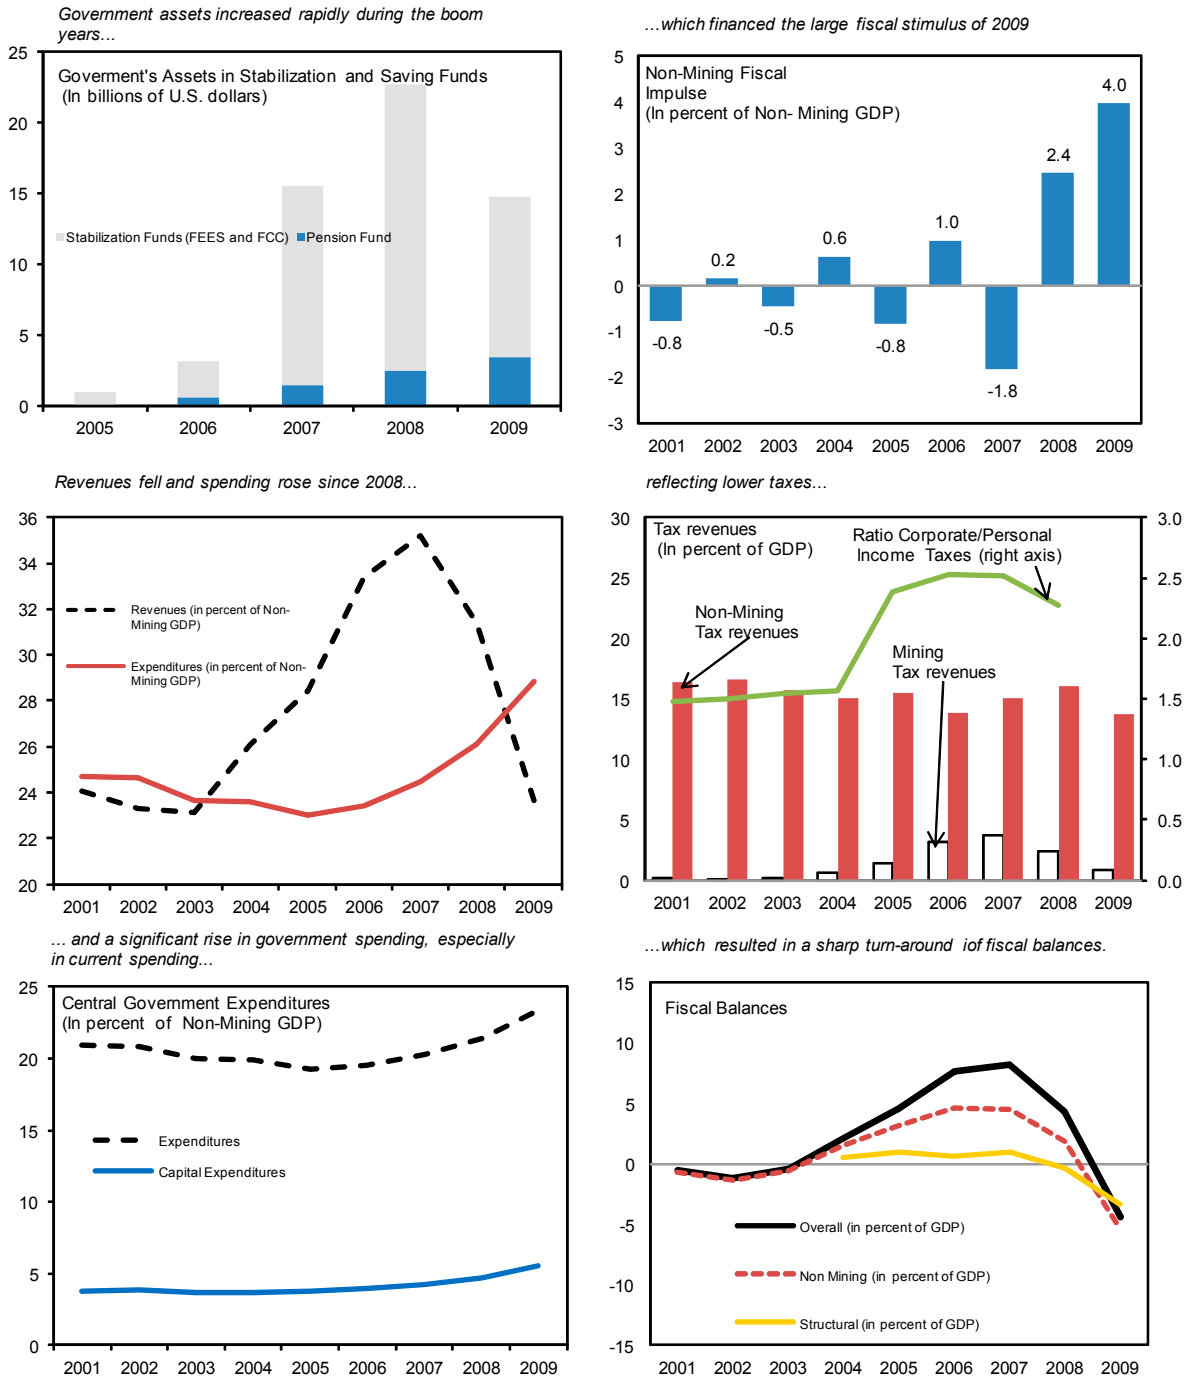 Government assets increased rapidly during the boom
years…
25
20
15
10
5
0
Goverment's Assets in Stabilization and Saving Funds
(In billions of U.S. dollars)
Stabilization Funds (FEES and FCC)
Pension Fund
2005 2006 2007 2008 2009
…which financed the large fiscal stimulus of 2009
5
4
3
2
1
0
-1
-2
-3
Non-Mining Fiscal
Impulse
(In percent of Non- Mining GDP)
-0.8
0.2
-0.5
0.6
-0.8
1.0
-1.8
2.4
4.0
2001 2002 2003 2004 2005 2006 2007 2008 2009
Revenues fell and spending rose since 2008…
36
34
32
30
28
26
24
22
20
Revenues (in percent of Non-
Mining GDP)
Expenditures (in percent of Non-
Mining GDP)
2001 2002 2003 2004 2005 2006 2007 2008 2009
reflecting lower taxes…
30
25
20
15
10
5
0
Tax revenues
(In percent of GDP)
Ratio Corporate/Personal
Income Taxes (right axis)
Non-Mining
Tax revenues
Mining
Tax revenues
3.0
2.5
2.0
1.5
1.0
0.5
0.0
2001 2002 2003 2004 2005 2006 2007 2008 2009
… and a significant rise in government spending, especially
in current spending…
25
20
15
10
5
0
Central Government Expenditures
(In percent of Non-Mining GDP)
Expenditures
Capital Expenditures
2001 2002 2003 2004 2005 2006 2007 2008 2009
…which resulted in a sharp turn-around iof fiscal balances.
15
10
5
0
-5
-10
-15
Fiscal Balances
Overall (in percent of GDP)
Non Mining (in percent of GDP)
Structural (in percent of GDP)
2001 2002 2003 2004 2005 2006 2007 2008 2009